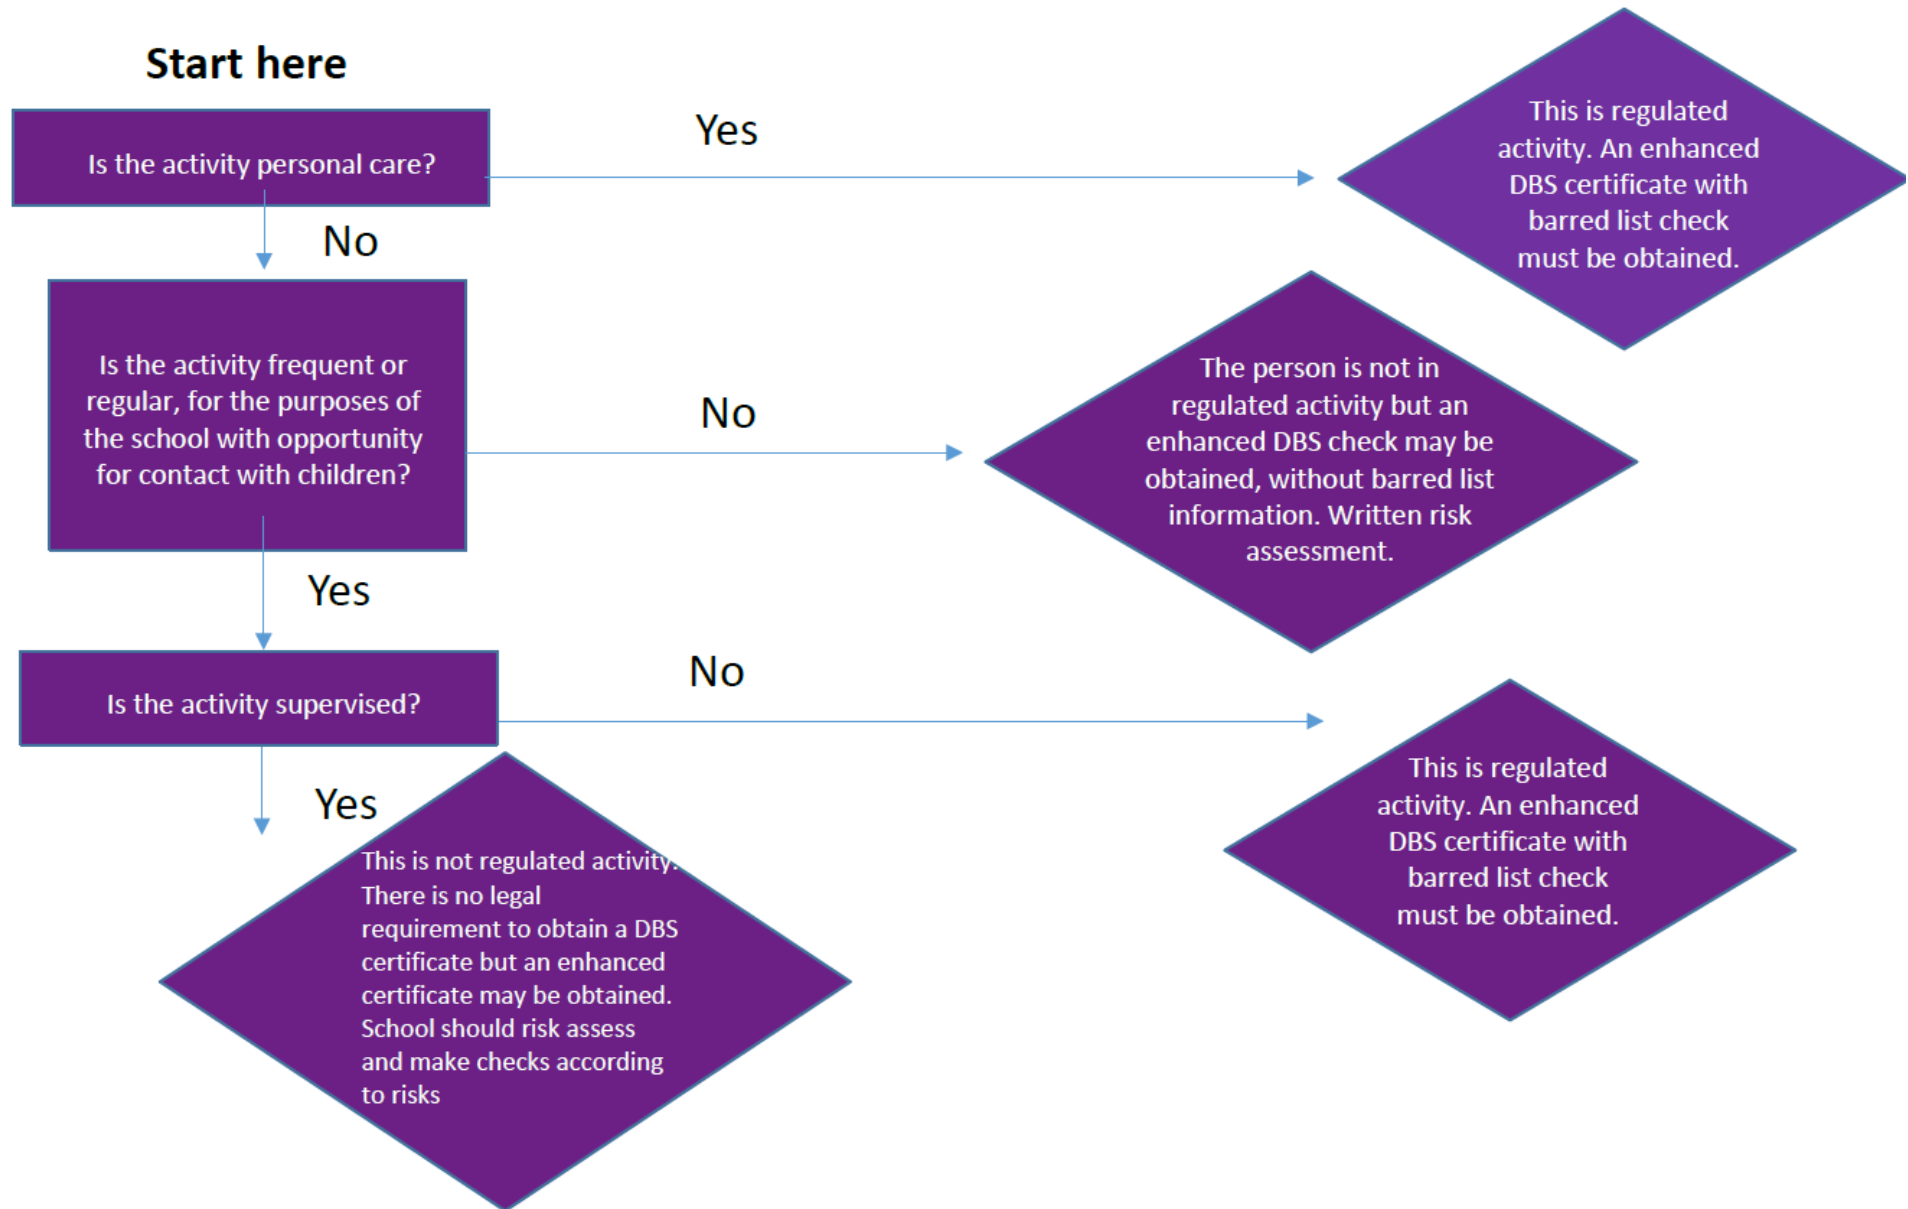 Start here
Is the activity personal care?
Yes
This is regulated
activity. An enhanced
DBS certificate with
barred list check
must be obtained.
No
Is the activity frequent or
regular, for the purposes of
the school with opportunity
for contact with children?
No
The person is not in
regulated activity but an
enhanced DBS check may be
obtained, without barred list
information. Written risk
assessment.
Yes
Is the activity supervised?
No
This is regulated
activity. An enhanced
DBS certificate with
barred list check
must be obtained.
Yes
This is not regulated activity.
There is no legal
requirement to obtain a DBS
certificate but an enhanced
certificate may be obtained.
School should risk assess
and make checks according
to risks